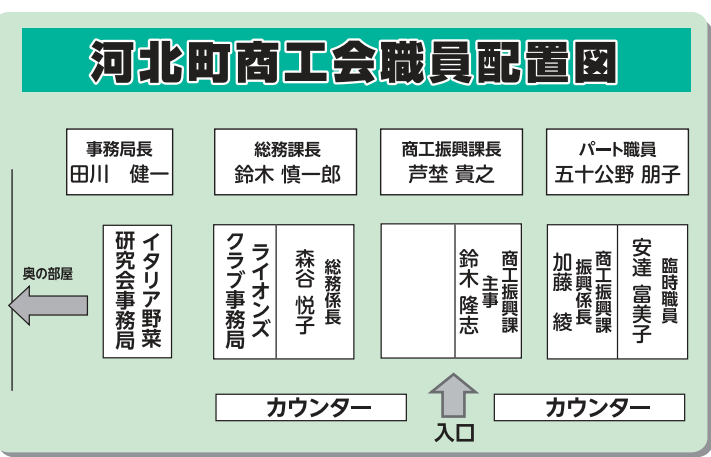 河北町商工会職員配置図
事務局長
田川　健一
総務課長
鈴木 慎一郎
商工振興課長
芦埜 貴之
パート職員
五十公野 朋子
奥の部屋
イタリア野菜
研究会事務局
ライオンズ
クラブ事務局
総務係長
森谷 悦子
商工振興課
主事
鈴木 隆志
商工振興課
振興係長
加藤　綾
臨時職員
安達 富美子
カウンター
入口
カウンター